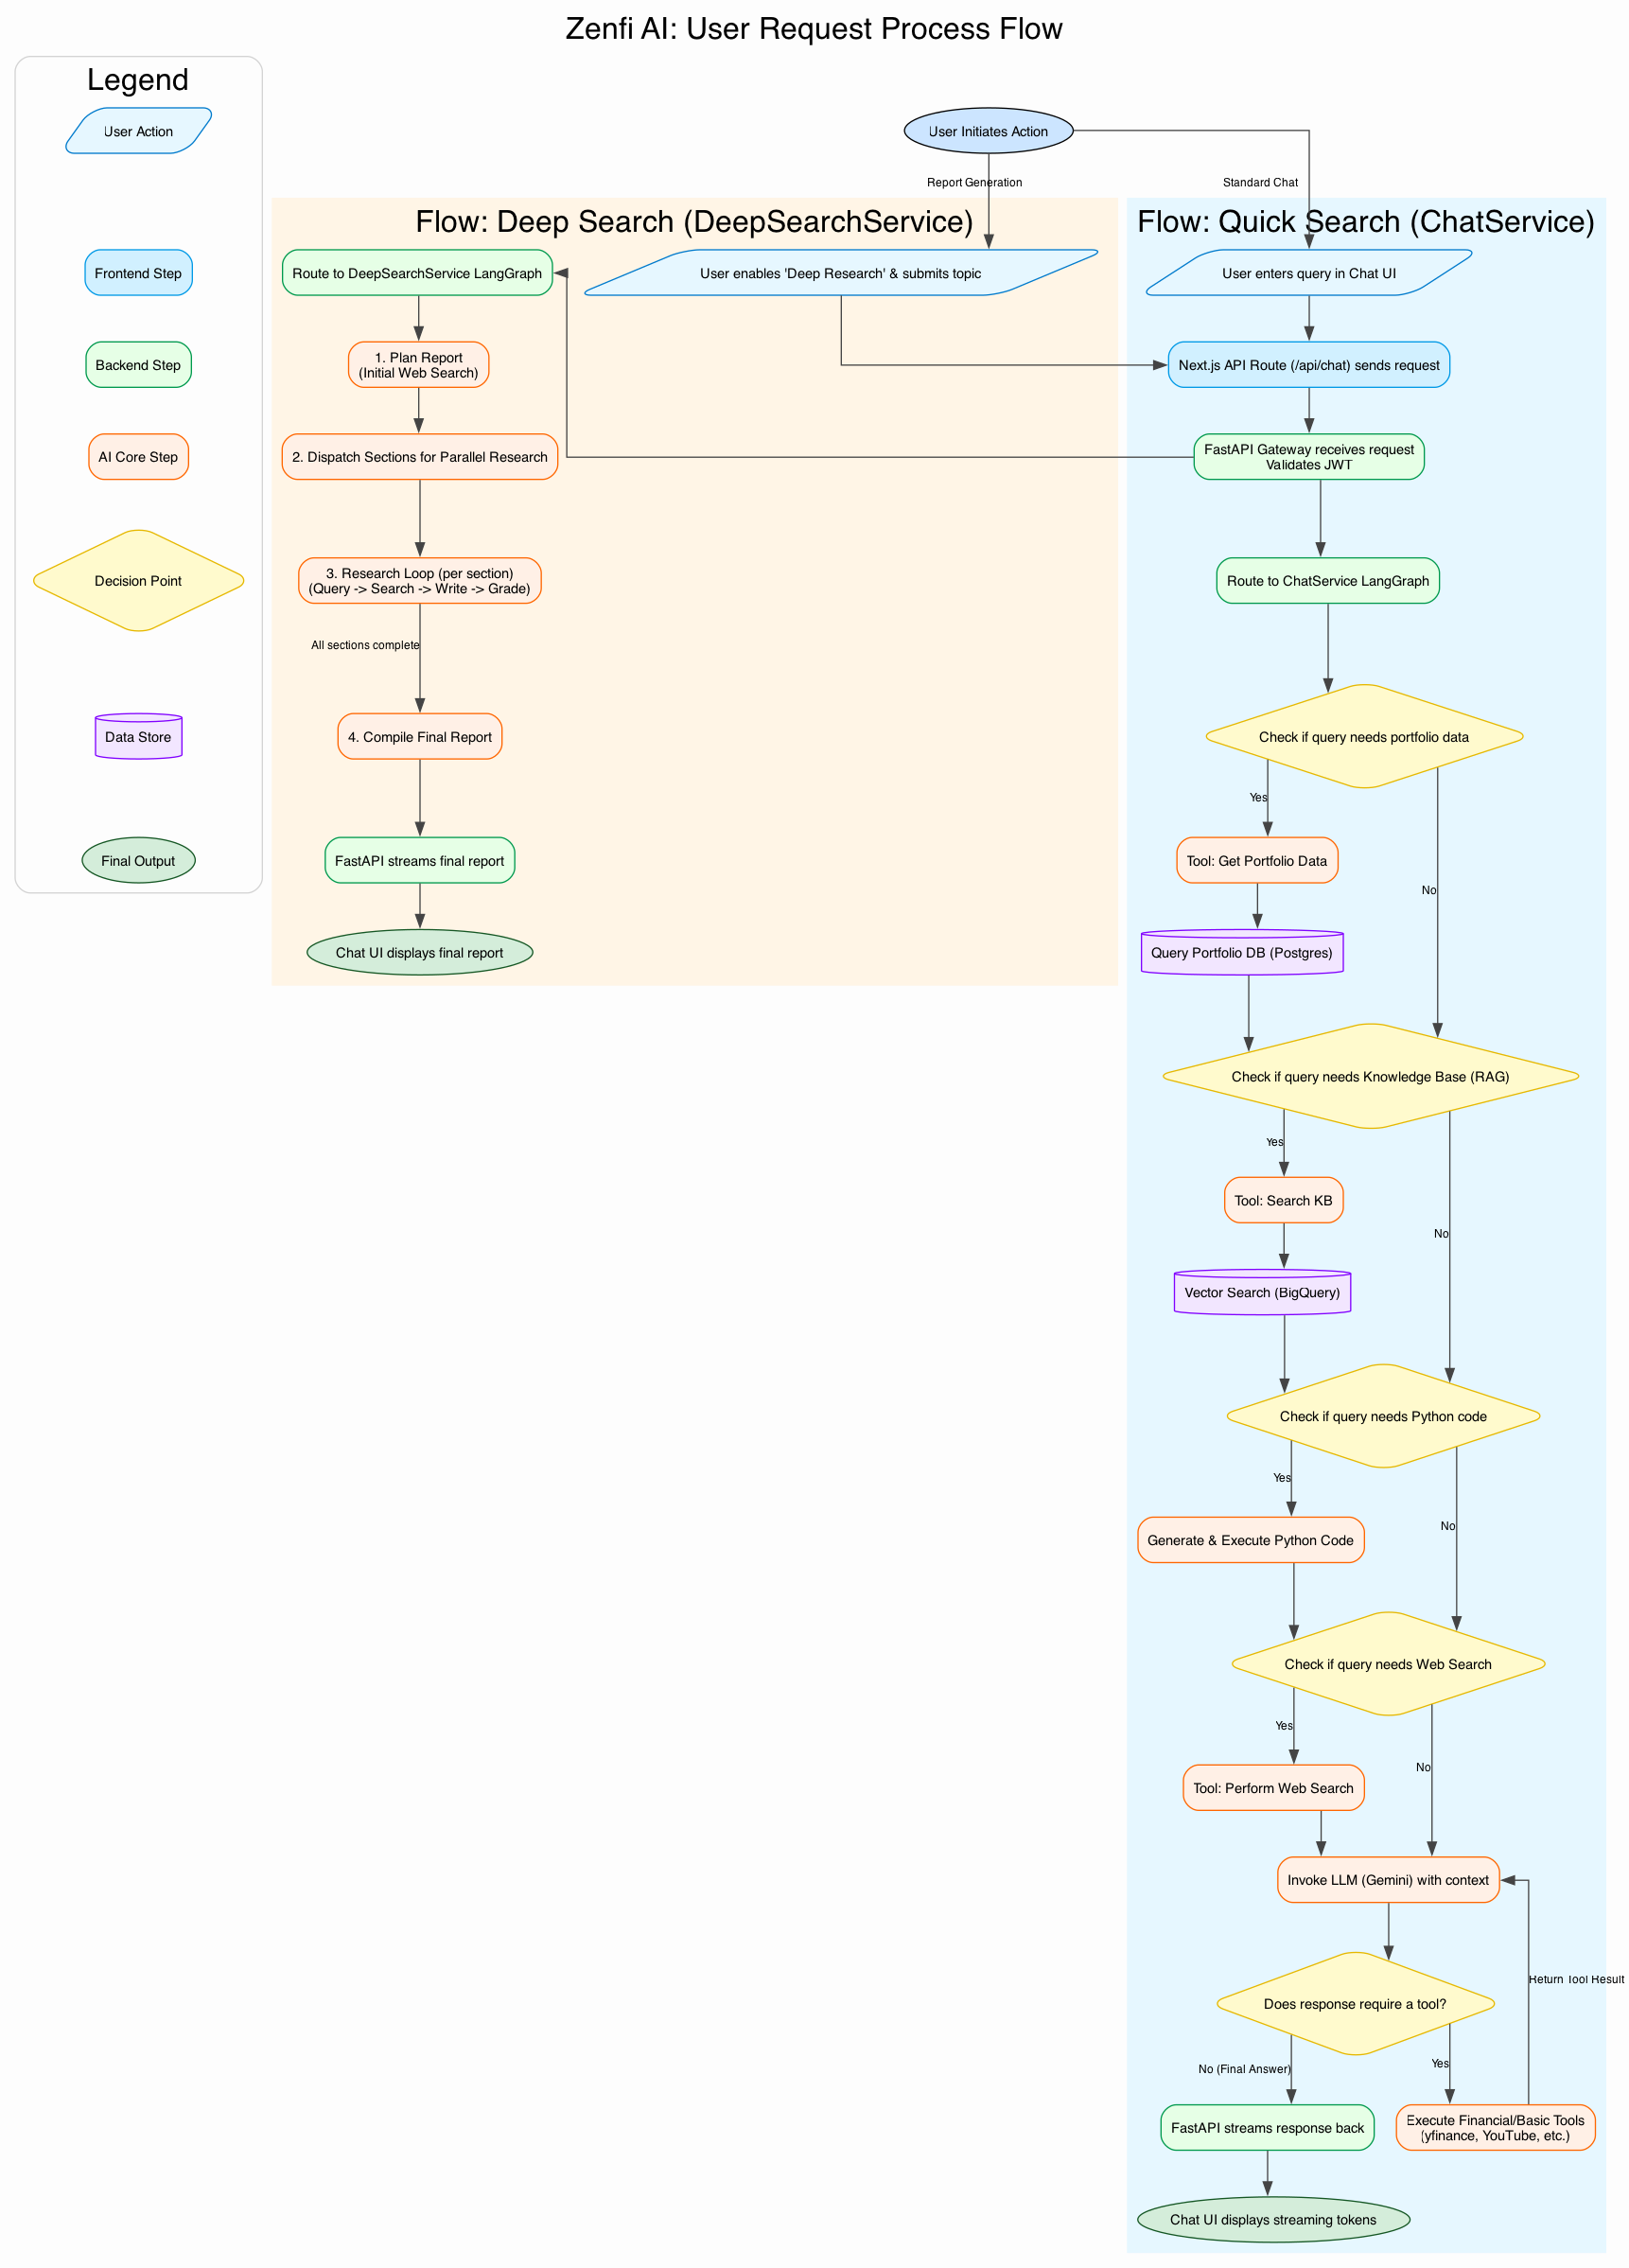 Zenfi AI: User Request Process Flow
Legend
User Action
Frontend Step
Backend Step
AI Core Step
Decision Point
Data Store
Final Output
User Initiates Action
Report Generation
Standard Chat
Flow: Deep Search (DeepSearchService)
Route to DeepSearchService LangGraph
User enables 'Deep Research' & submits topic
1. Plan Report
(Initial Web Search)
2. Dispatch Sections for Parallel Research
3. Research Loop (per section)
(Query -> Search -> Write -> Grade)
All sections complete
4. Compile Final Report
FastAPI streams final report
Chat UI displays final report
Flow: Quick Search (ChatService)
User enters query in Chat UI
Next.js API Route (/api/chat) sends request
FastAPI Gateway receives request
Validates JWT
Route to ChatService LangGraph
Check if query needs portfolio data
Yes
Tool: Get Portfolio Data
No
Query Portfolio DB (Postgres)
Check if query needs Knowledge Base (RAG)
Yes
Tool: Search KB
No
Vector Search (BigQuery)
Check if query needs Python code
Yes
No
Generate & Execute Python Code
Check if query needs Web Search
Yes
No
Tool: Perform Web Search
Invoke LLM (Gemini) with context
Return Tool Result
Does response require a tool?
No (Final Answer)
Yes
FastAPI streams response back
Execute Financial/Basic Tools
(yfinance, YouTube, etc.)
Chat UI displays streaming tokens